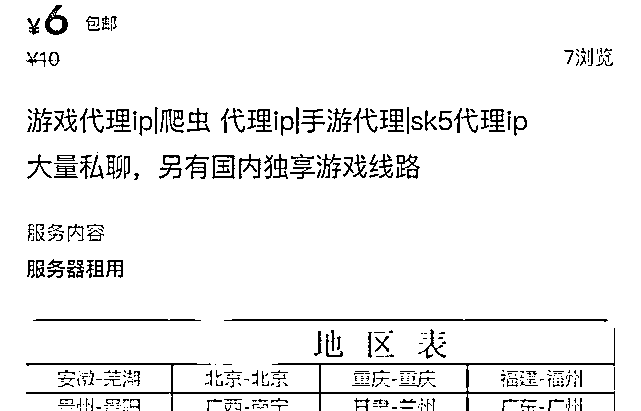 ¥6 包邮
¥10 7浏览
游戏代理ip|爬虫 代理ip|手游代理|sk5代理ip
大量私聊，另有国内独享游戏线路
服务内容
服务器租用
地 区 表
安徽-芜湖 北京-北京 重庆-重庆 福建-福州
贵州-贵阳 广西-南宁 甘肃-兰州 广东-广州